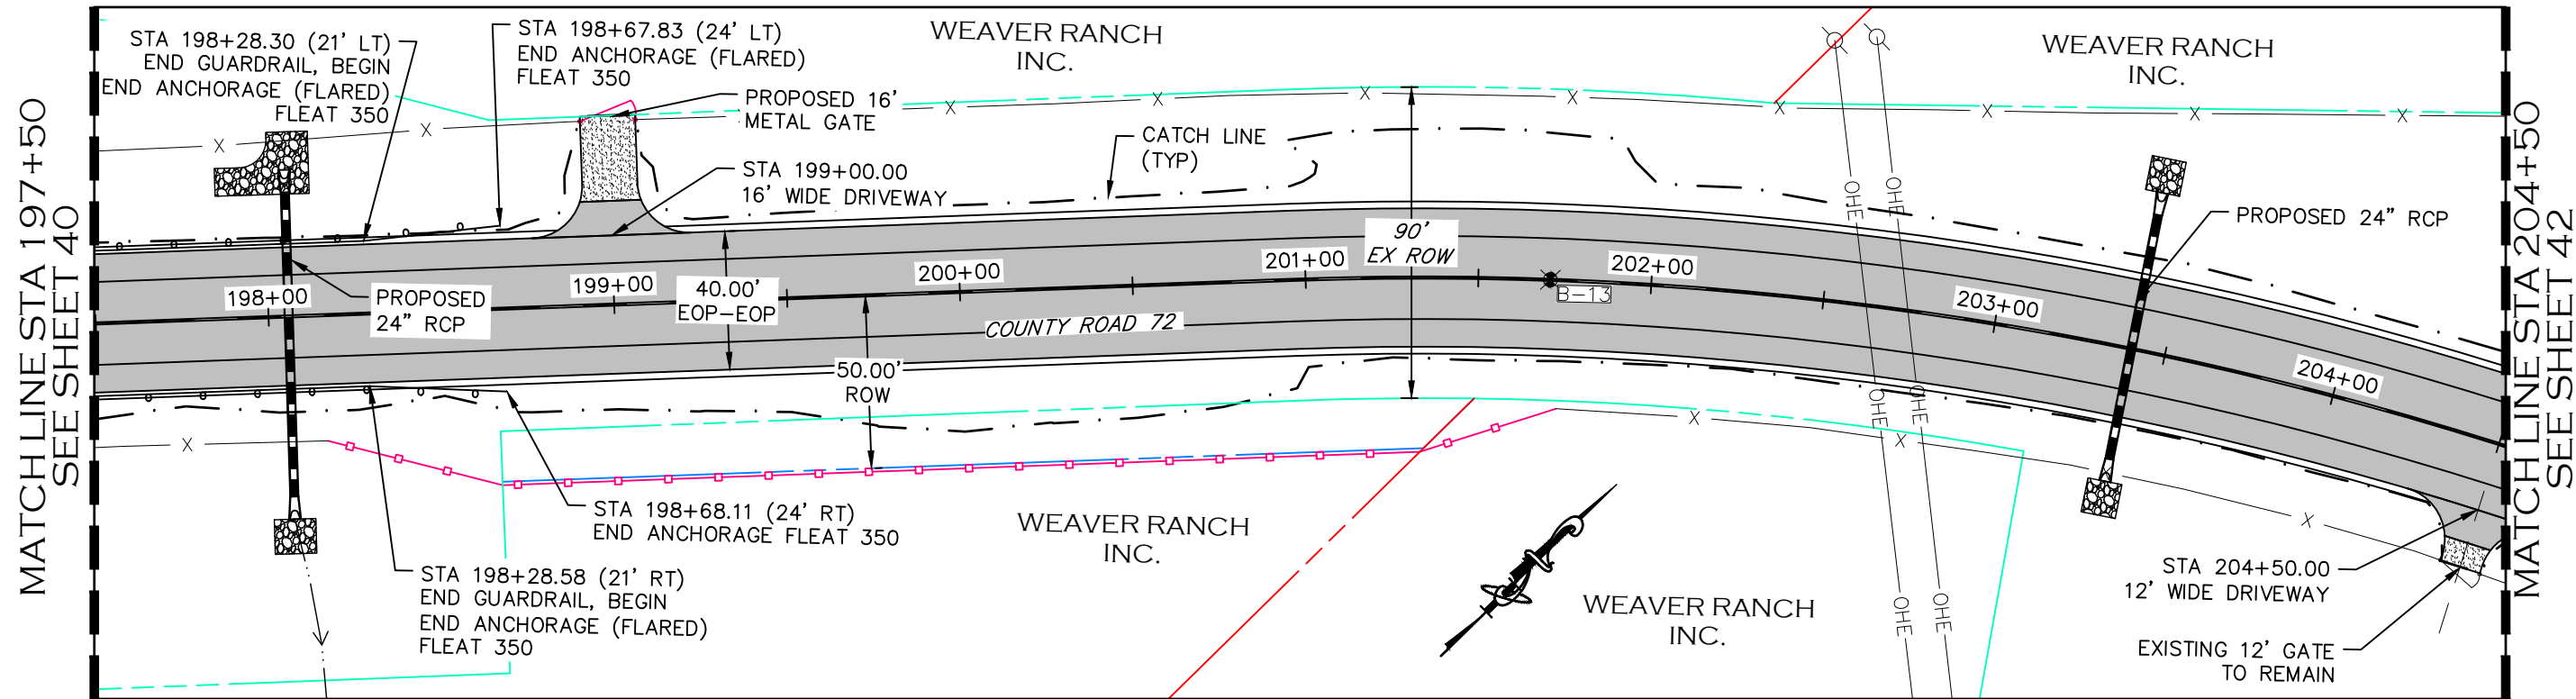 MATCH LINE STA 197+50
SEE SHEET 40
STA 198+28.30 (21' LT)
END GUARDRAIL, BEGIN
END ANCHORAGE (FLARED)
FLEAT 350
STA 198+67.83 (24' LT)
END ANCHORAGE (FLARED)
FLEAT 350
WEAVER RANCH
INC.
WEAVER RANCH
INC.
PROPOSED 16'
METAL GATE
STA 199+00.00
16' WIDE DRIVEWAY
CATCH LINE
(TYP)
X
X
X
X
X
X
X
X
X
X
OHE
OHE
PROPOSED 24" RCP
90'
EX ROW
198+00
199+00
200+00
201+00
202+00
203+00
204+00
PROPOSED
24" RCP
40.00'
EOP-EOP
COUNTY ROAD 72
B-13
50.00'
ROW
OHE
OHE
X
X
X
X
X
STA 198+68.11 (24' RT)
END ANCHORAGE FLEAT 350
STA 198+28.58 (21' RT)
END GUARDRAIL, BEGIN
END ANCHORAGE (FLARED)
FLEAT 350
WEAVER RANCH
INC.
WEAVER RANCH
INC.
OHE
OHE
STA 204+50.00
12' WIDE DRIVEWAY
EXISTING 12' GATE
TO REMAIN
MATCH LINE STA 204+50
SEE SHEET 42